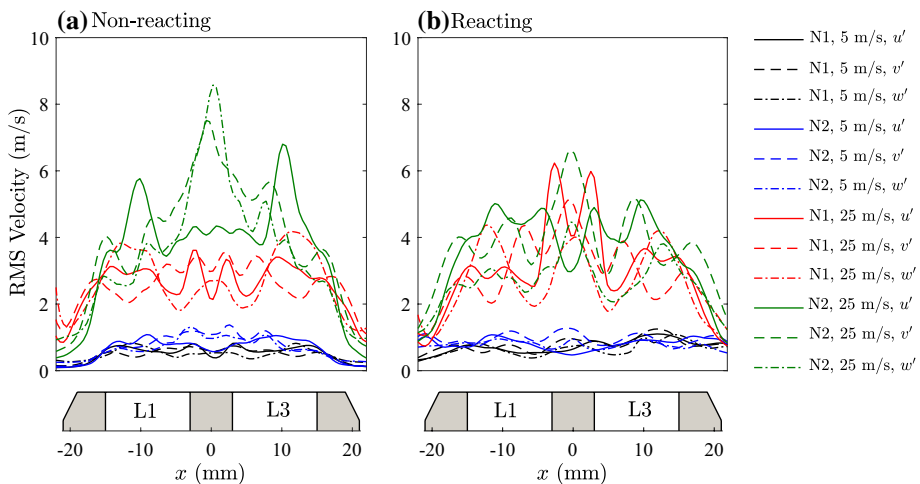 (a) Non-reacting
(b) Reacting
RMS Velocity (m/s)
10
8
6
4
2
0
10
8
6
4
2
0
L1
L3
L1
L3
-20
-10
0
10
20
-20
-10
0
10
20
x (mm)
x (mm)
N1, 5 m/s, u′
N1, 5 m/s, v′
N1, 5 m/s, w′
N2, 5 m/s, u′
N2, 5 m/s, v′
N2, 5 m/s, w′
N1, 25 m/s, u′
N1, 25 m/s, v′
N1, 25 m/s, w′
N2, 25 m/s, u′
N2, 25 m/s, v′
N2, 25 m/s, w′